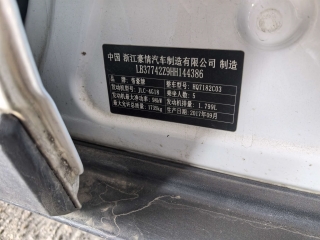 中国 浙江豪情汽车制造有限公司 制造
LB37742Z9HH144386
品牌:帝豪牌 整车型号:HQ7182C03
发动机型号:JLC-4G18 乘坐人数:5
发动机最大净功率:98kW 发动机排量:1.799L
最大允许总质量:1735kg 生产日期:2017年09月